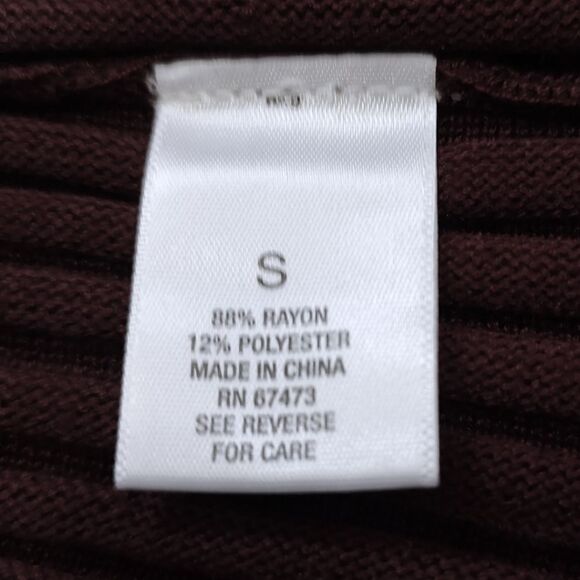 S
88% RAYON
12% POLYESTER
MADE IN CHINA
RN 67473
SEE REVERSE
FOR CARE